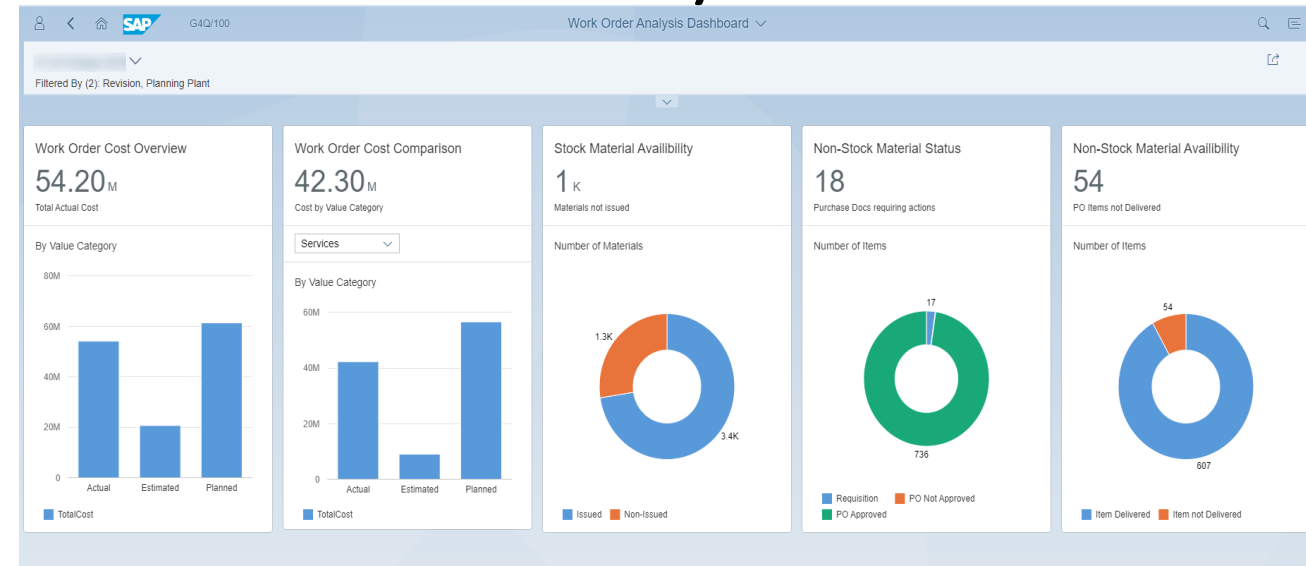 SAP G4Q/100 Work Order Analysis Dashboard
Filtered By (2): Revision, Planning Plant
Work Order Cost Overview
54.20 M
Total Actual Cost
By Value Category
80M
60M
40M
20M
0
Actual Estimated Planned
TotalCost
Work Order Cost Comparison
42.30 M
Cost by Value Category
Services
By Value Category
60M
40M
20M
0
Actual Estimated Planned
TotalCost
Stock Material Availibility
1 K
Materials not issued
Number of Materials
1.3K
3.4K
Issued Non-Issued
Non-Stock Material Status
18
Purchase Docs requiring actions
Number of Items
17
736
Requisition PO Not Approved
PO Approved
Non-Stock Material Availibility
54
PO Items not Delivered
Number of Items
54
607
Item Delivered Item not Delivered